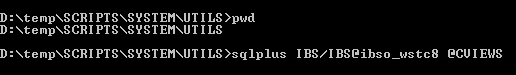 D:\temp\SCRIPTS\SYSTEM\UTILS>pwd
D:\temp\SCRIPTS\SYSTEM\UTILS
D:\temp\SCRIPTS\SYSTEM\UTILS>sqlplus IBS/IBS@ibso_wstc8 @CVIEWS